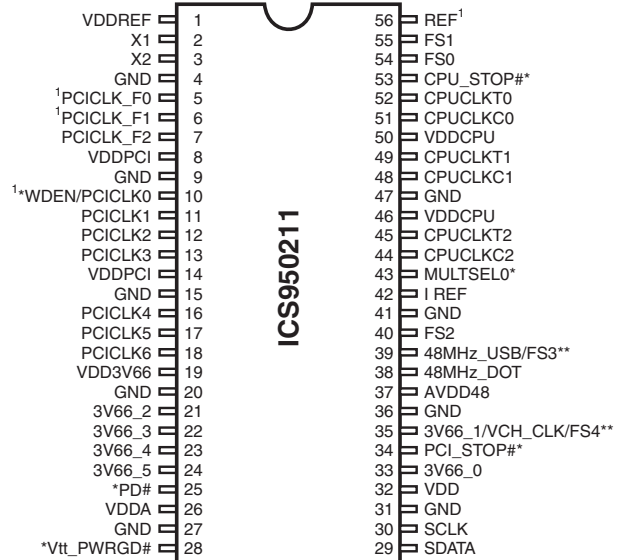 VDDREF 1 56 REF¹
X1 2 55 FS1
X2 3 54 FS0
GND 4 53 CPU_STOP#*
¹PCICLK_F0 5 52 CPUCLKT0
¹PCICLK_F1 6 51 CPUCLKC0
PCICLK_F2 7 50 VDDCPU
VDDPCI 8 49 CPUCLKT1
GND 9 48 CPUCLKC1
¹*WDEN/PCICLK0 10 47 GND
PCICLK1 11 46 VDDCPU
PCICLK2 12 45 CPUCLKT2
PCICLK3 13 44 CPUCLKC2
VDDPCI 14 43 MULTSEL0*
GND 15 42 I REF
PCICLK4 16 41 GND
PCICLK5 17 40 FS2
PCICLK6 18 39 48MHz_USB/FS3**
VDD3V66 19 38 48MHz_DOT
GND 20 37 AVDD48
3V66_2 21 36 GND
3V66_3 22 35 3V66_1/VCH_CLK/FS4**
3V66_4 23 34 PCI_STOP#*
3V66_5 24 33 3V66_0
*PD# 25 32 VDD
VDDA 26 31 GND
GND 27 30 SCLK
*Vtt_PWRGD# 28 29 SDATA
ICS950211